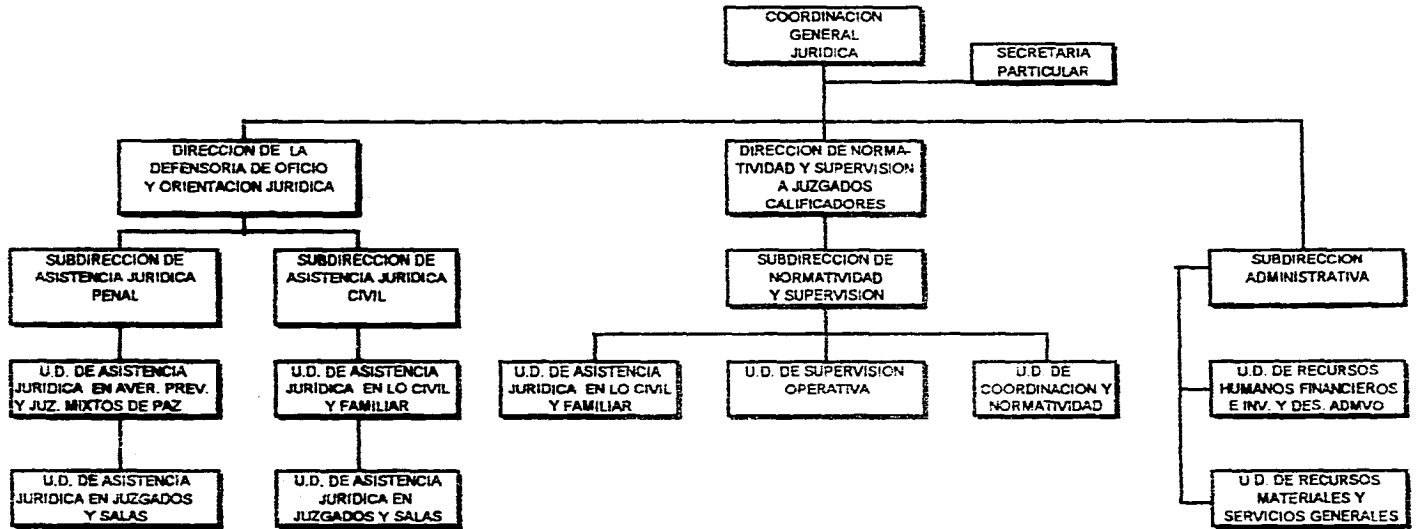 COORDINACION
GENERAL
JURIDICA
SECRETARIA
PARTICULAR
DIRECCION DE LA
DEFENSORIA DE OFICIO
Y ORIENTACION JURIDICA
DIRECCION DE NORMA-
TIVIDAD Y SUPERVISION
A JUZGADOS
CALIFICADORES
SUBDIRECCION DE
ASISTENCIA JURIDICA
PENAL
SUBDIRECCION DE
ASISTENCIA JURIDICA
CIVIL
SUBDIRECCION DE
NORMATIVIDAD
Y SUPERVISION
SUBDIRECCION
ADMINISTRATIVA
U.D. DE ASISTENCIA
JURIDICA EN AVER. PREV.
Y JUZ. MIXTOS DE PAZ
U.D. DE ASISTENCIA
JURIDICA EN LO CIVIL
Y FAMILIAR
U.D. DE ASISTENCIA
JURIDICA EN LO CIVIL
Y FAMILIAR
U.D. DE SUPERVISION
OPERATIVA
U.D. DE
COORDINACION Y
NORMATIVIDAD
U.D. DE RECURSOS
HUMANOS FINANCIEROS
E INV. Y DES. ADMVO
U.D. DE ASISTENCIA
JURIDICA EN JUZGADOS
Y SALAS
U.D. DE ASISTENCIA
JURIDICA EN
JUZGADOS Y SALAS
U D. DE RECURSOS
MATERIALES Y
SERVICIOS GENERALES